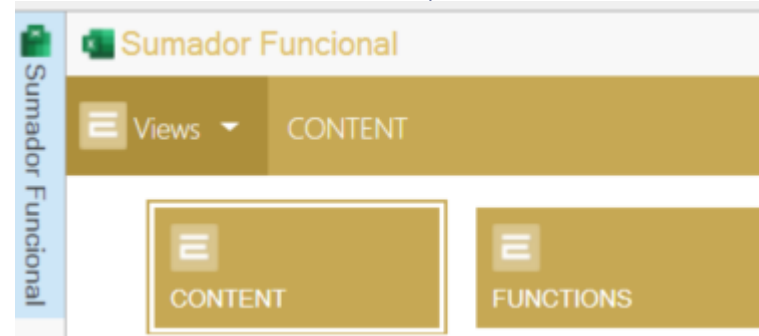 Sumador Funcional
Sumador Funcional
Views CONTENT
CONTENT FUNCTIONS